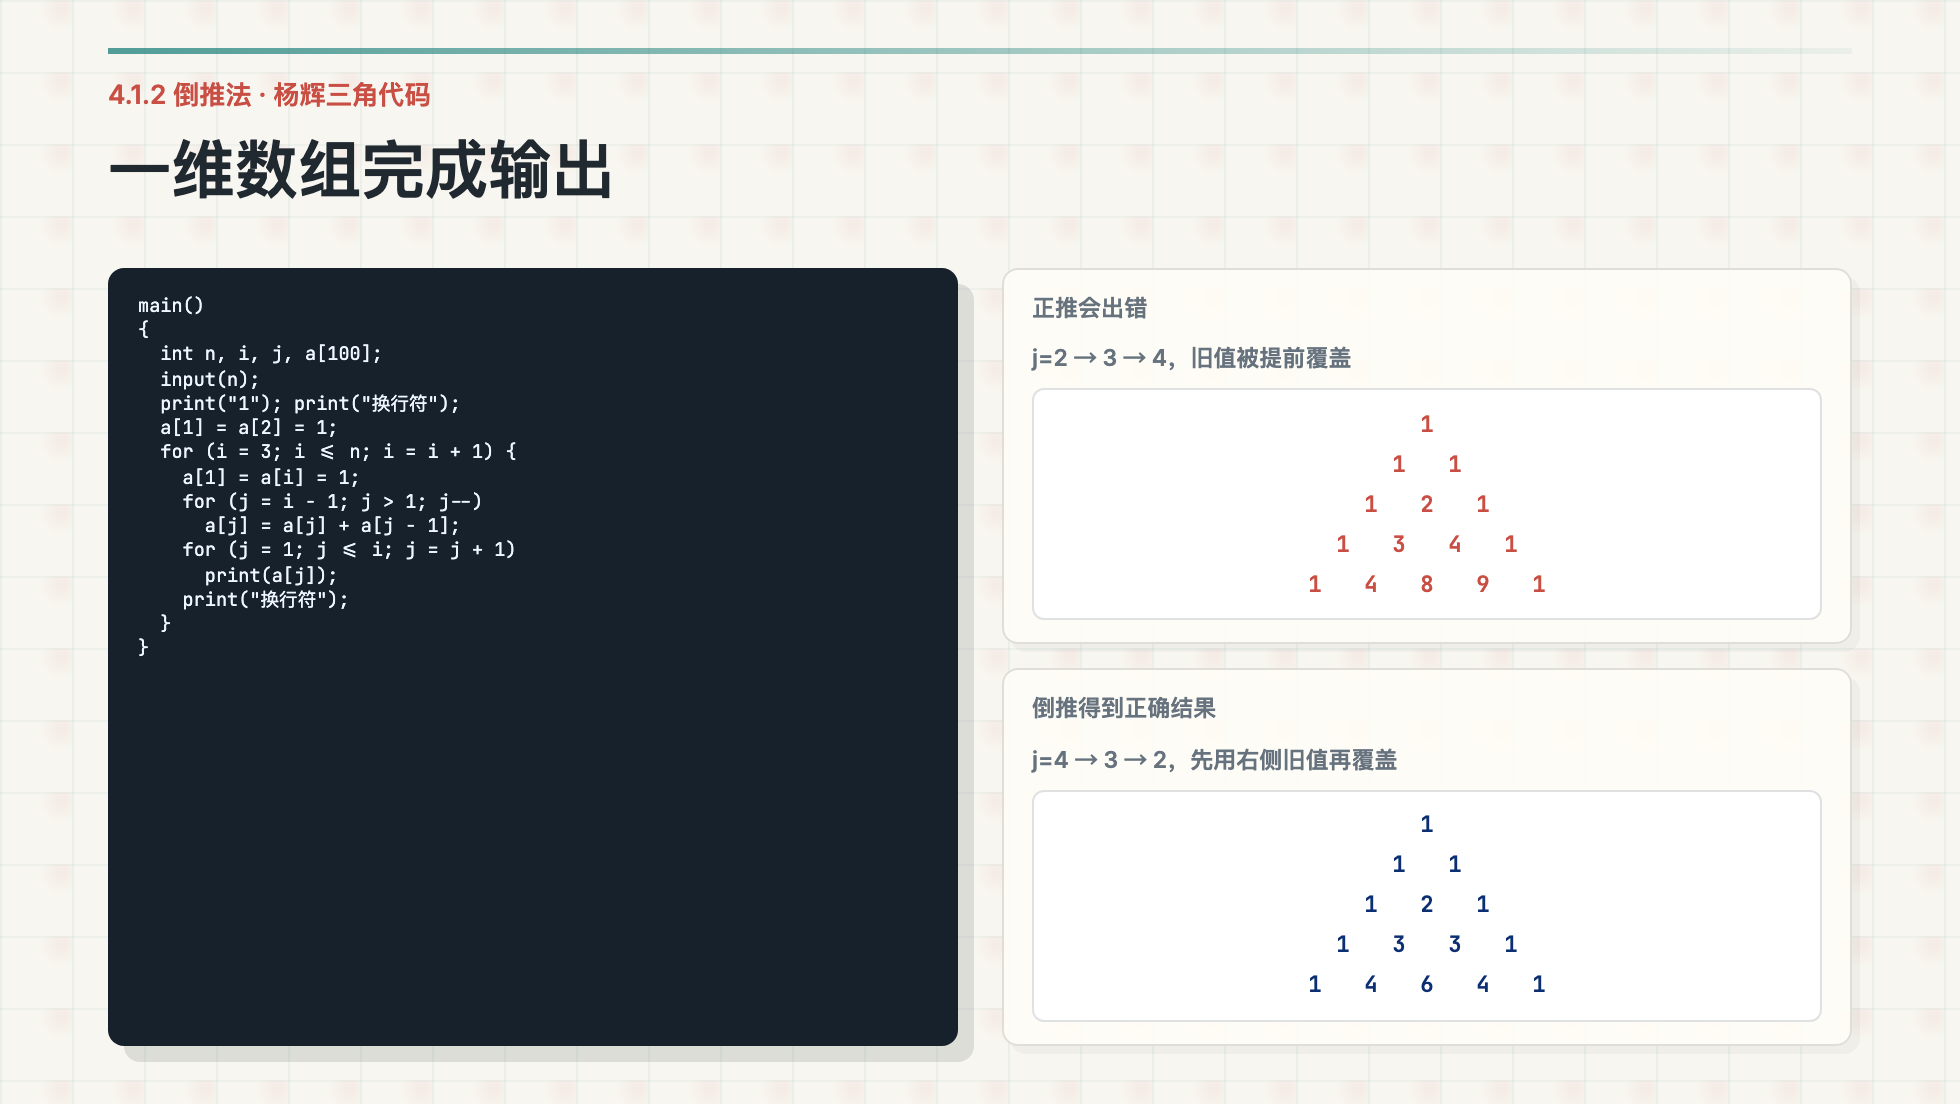 4.1.2 倒推法 · 杨辉三角代码
一维数组完成输出
main()
{
  int n, i, j, a[100];
  input(n);
  print("1"); print("换行符");
  a[1] = a[2] = 1;
  for (i = 3; i ⩽ n; i = i + 1) {
    a[1] = a[i] = 1;
    for (j = i - 1; j > 1; j--)
      a[j] = a[j] + a[j - 1];
    for (j = 1; j ⩽ i; j = j + 1)
      print(a[j]);
    print("换行符");
  }
}
正推会出错
j=2 → 3 → 4，旧值被提前覆盖
1
1 1
1 2 1
1 3 4 1
1 4 8 9 1
倒推得到正确结果
j=4 → 3 → 2，先用右侧旧值再覆盖
1
1 1
1 2 1
1 3 3 1
1 4 6 4 1